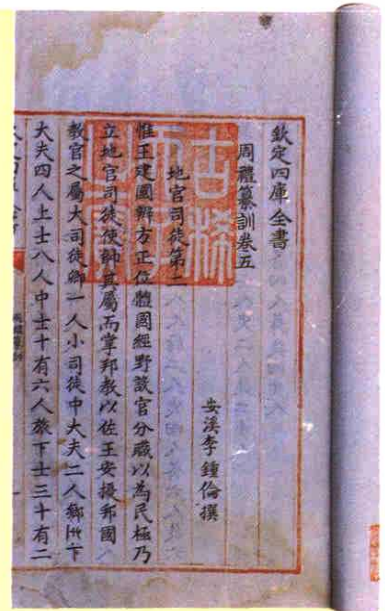 欽定四庫全書
周禮纂訓卷五
安溪李鍾倫撰
地官司徒第二
惟王建國辨方正位體國經野設官分職以為民極乃
立地官司徒使帥其屬而掌邦教以佐王安擾邦國
教官之屬大司徒卿一人小司徒中大夫二人鄉師下
大夫四人上士八人中士十有六人旅下士三十有二
古稀
天子